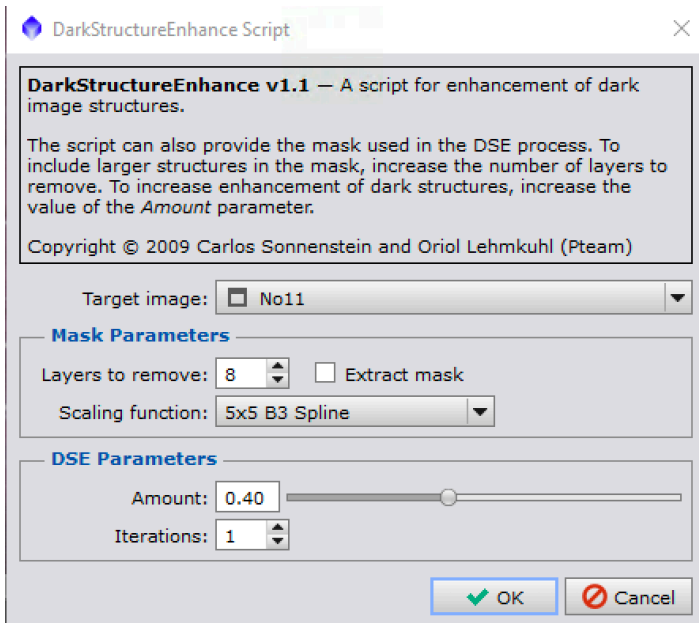 DarkStructureEnhance Script
DarkStructureEnhance v1.1 — A script for enhancement of dark
image structures.
The script can also provide the mask used in the DSE process. To
include larger structures in the mask, increase the number of layers to
remove. To increase enhancement of dark structures, increase the
value of the Amount parameter.
Copyright © 2009 Carlos Sonnenstein and Oriol Lehmkuhl (Pteam)
Target image: No11
Mask Parameters
Layers to remove: 8 Extract mask
Scaling function: 5x5 B3 Spline
DSE Parameters
Amount: 0.40
Iterations: 1
OK Cancel